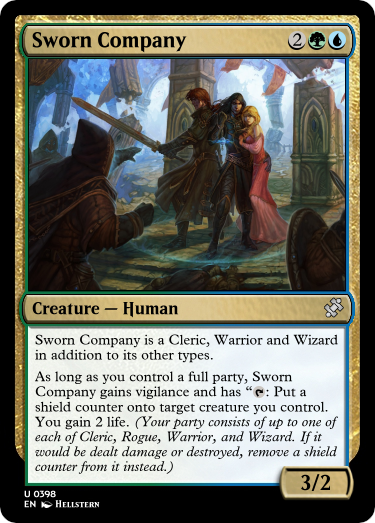 Sworn Company 2
Creature — Human
Sworn Company is a Cleric, Warrior and Wizard
in addition to its other types.
As long as you control a full party, Sworn
Company gains vigilance and has “: Put a
shield counter onto target creature you control.
You gain 2 life. (Your party consists of up to one
of each of Cleric, Rogue, Warrior, and Wizard. If it
would be dealt damage or destroyed, remove a shield
counter from it instead.)
3/2
U 0398
EN Hellstern